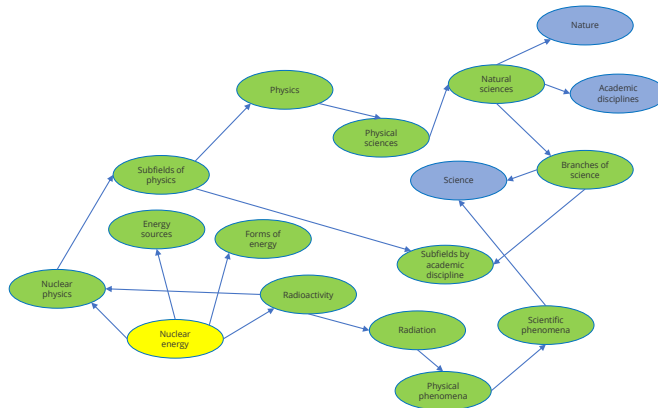 Nature
Natural
sciences
Academic
disciplines
Physics
Physical
sciences
Branches of
science
Subfields of
physics
Science
Energy
sources
Forms of
energy
Subfields by
academic
discipline
Nuclear
physics
Radioactivity
Nuclear
energy
Radiation
Scientific
phenomena
Physical
phenomena